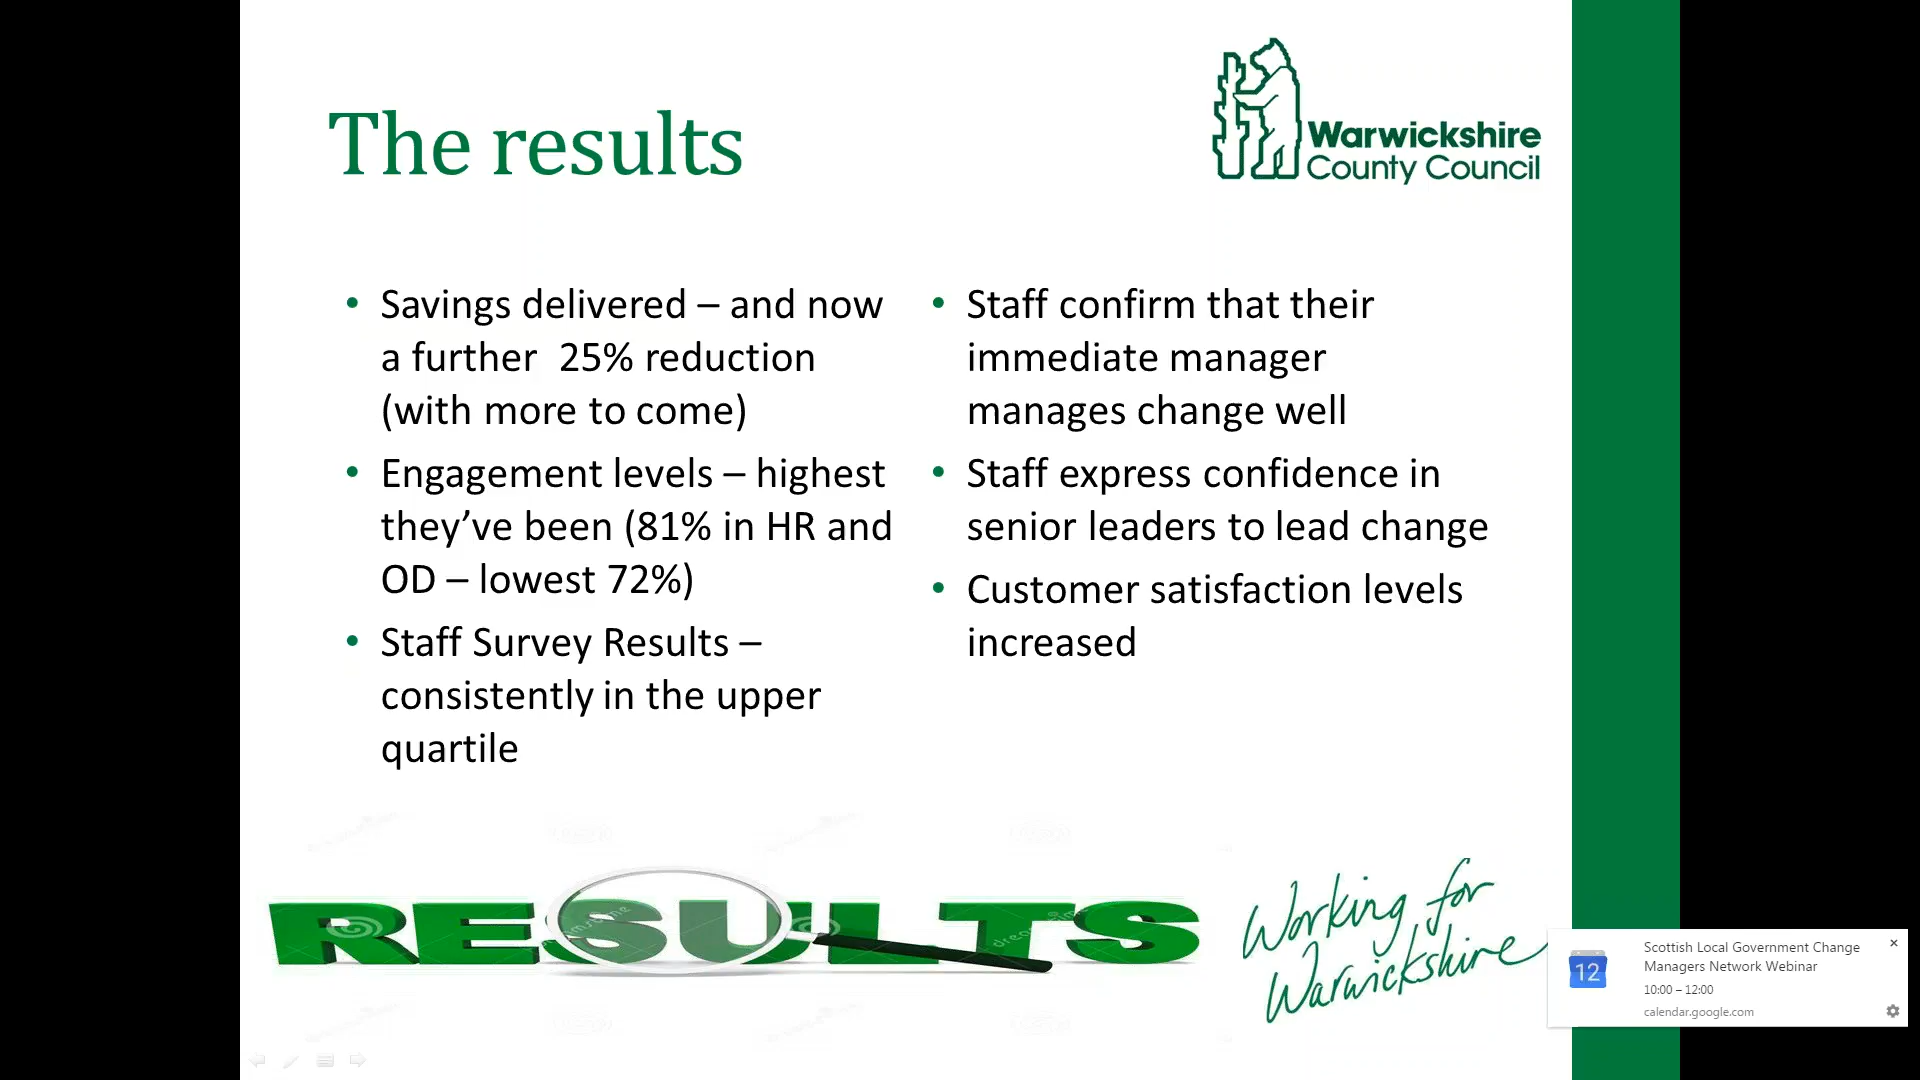 The results
Warwickshire
County Council
• Savings delivered – and now
a further 25% reduction
(with more to come)
• Engagement levels – highest
they’ve been (81% in HR and
OD – lowest 72%)
• Staff Survey Results –
consistently in the upper
quartile
• Staff confirm that their
immediate manager
manages change well
• Staff express confidence in
senior leaders to lead change
• Customer satisfaction levels
increased
RESULTS
Working for
Warwickshire
12
Scottish Local Government Change
Managers Network Webinar
10:00 – 12:00
calendar.google.com